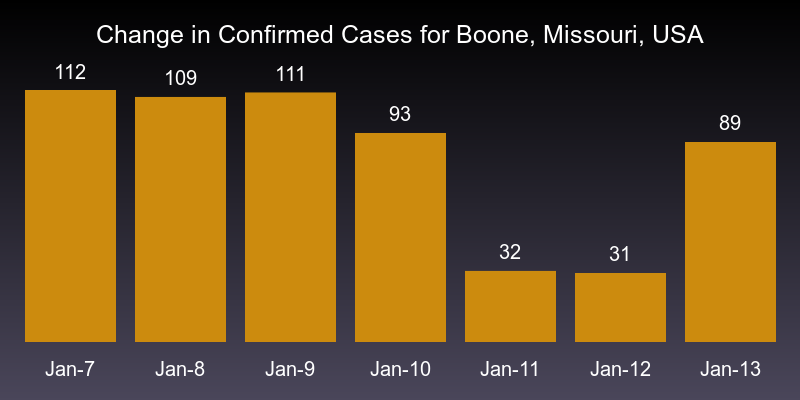 Change in Confirmed Cases for Boone, Missouri, USA
112
109
111
93
32
31
89
Jan-7
Jan-8
Jan-9
Jan-10
Jan-11
Jan-12
Jan-13